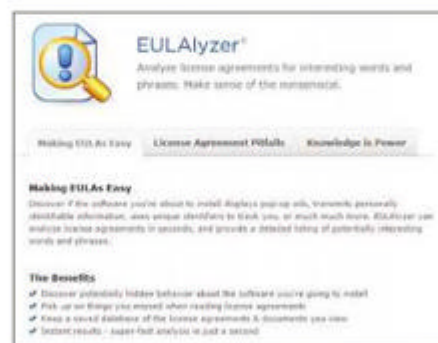 EULAlyzer®
Analyze license agreements for interesting words and
phrases. Make sense of the nonsensical.
Making EULAs Easy License Agreement Pitfalls Knowledge is Power
Making EULAs Easy
Discover if the software you're about to install displays pop-up ads, transmits personally
identifiable information, uses unique identifiers to track you, or much much more. EULAlyzer can
analyze license agreements in seconds, and provide a detailed listing of potentially interesting
words and phrases.
The Benefits
Discover potentially hidden behavior about the software you're going to install
Pick up on things you missed when reading license agreements
Keep a saved database of the license agreements & documents you view
Instant results - super-fast analysis in just a second